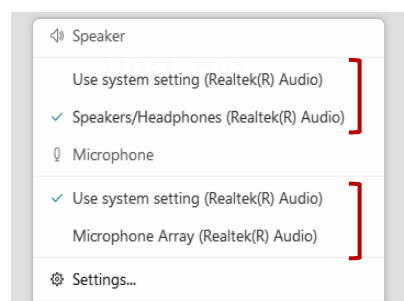 Speaker
Use system setting (Realtek(R) Audio)
Speakers/Headphones (Realtek(R) Audio)
Microphone
Use system setting (Realtek(R) Audio)
Microphone Array (Realtek(R) Audio)
Settings...